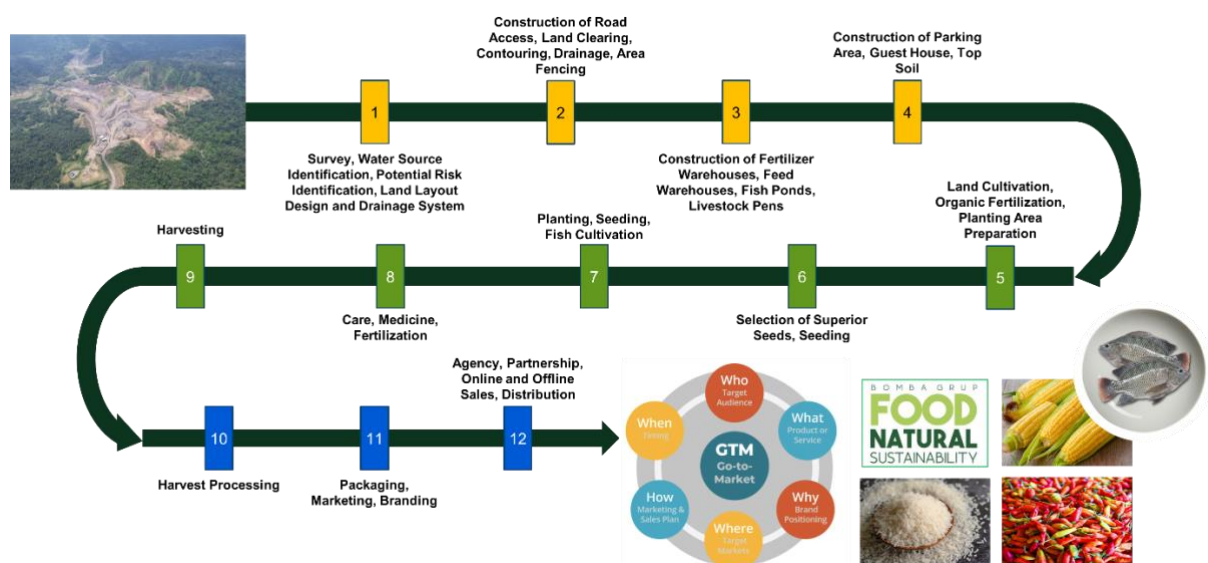 Construction of Road
Access, Land Clearing,
Contouring, Drainage, Area
Fencing
Construction of Parking
Area, Guest House, Top
Soil
1
2
3
4
Survey, Water Source
Identification, Potential Risk
Identification, Land Layout
Design and Drainage System
Construction of Fertilizer
Warehouses, Feed
Warehouses, Fish Ponds,
Livestock Pens
Land Cultivation,
Organic Fertilization,
Planting Area
Preparation
Planting, Seeding,
Fish Cultivation
Harvesting
9
8
7
6
5
Care, Medicine,
Fertilization
Selection of Superior
Seeds, Seeding
Agency, Partnership,
Online and Offline
Sales, Distribution
10
11
12
Harvest Processing
Packaging,
Marketing, Branding
Who
Target
Audience
What
Product or
Service
Why
Brand
Positioning
Where
Target
Markets
How
Marketing &
Sales Plan
When
Timing
GTM
Go-to-
Market
BOMBA GRUP
FOOD
NATURAL
SUSTAINABILITY